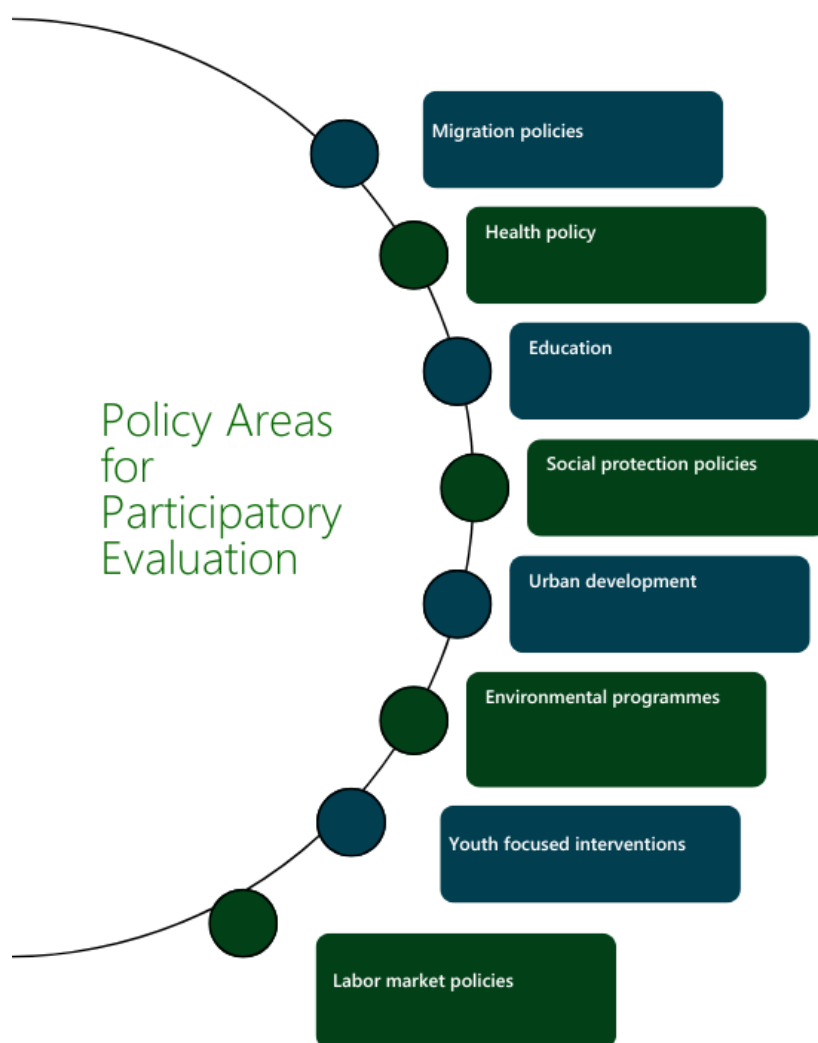 Policy Areas
for
Participatory
Evaluation
Migration policies
Health policy
Education
Social protection policies
Urban development
Environmental programmes
Youth focused interventions
Labor market policies